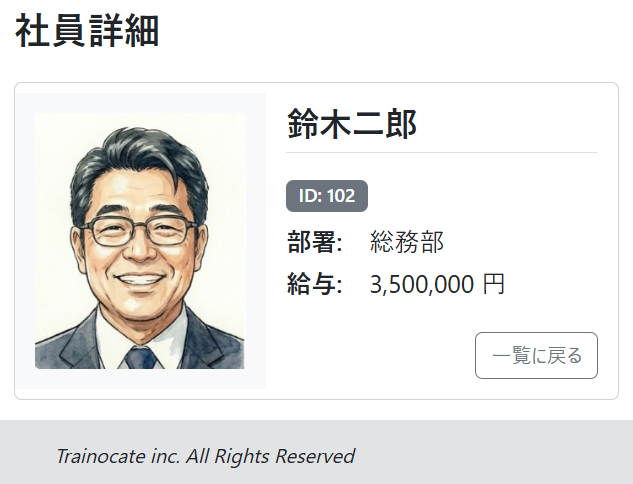 社員詳細
鈴木二郎
ID: 102
部署: 総務部
給与: 3,500,000 円
一覧に戻る
Trainocate inc. All Rights Reserved